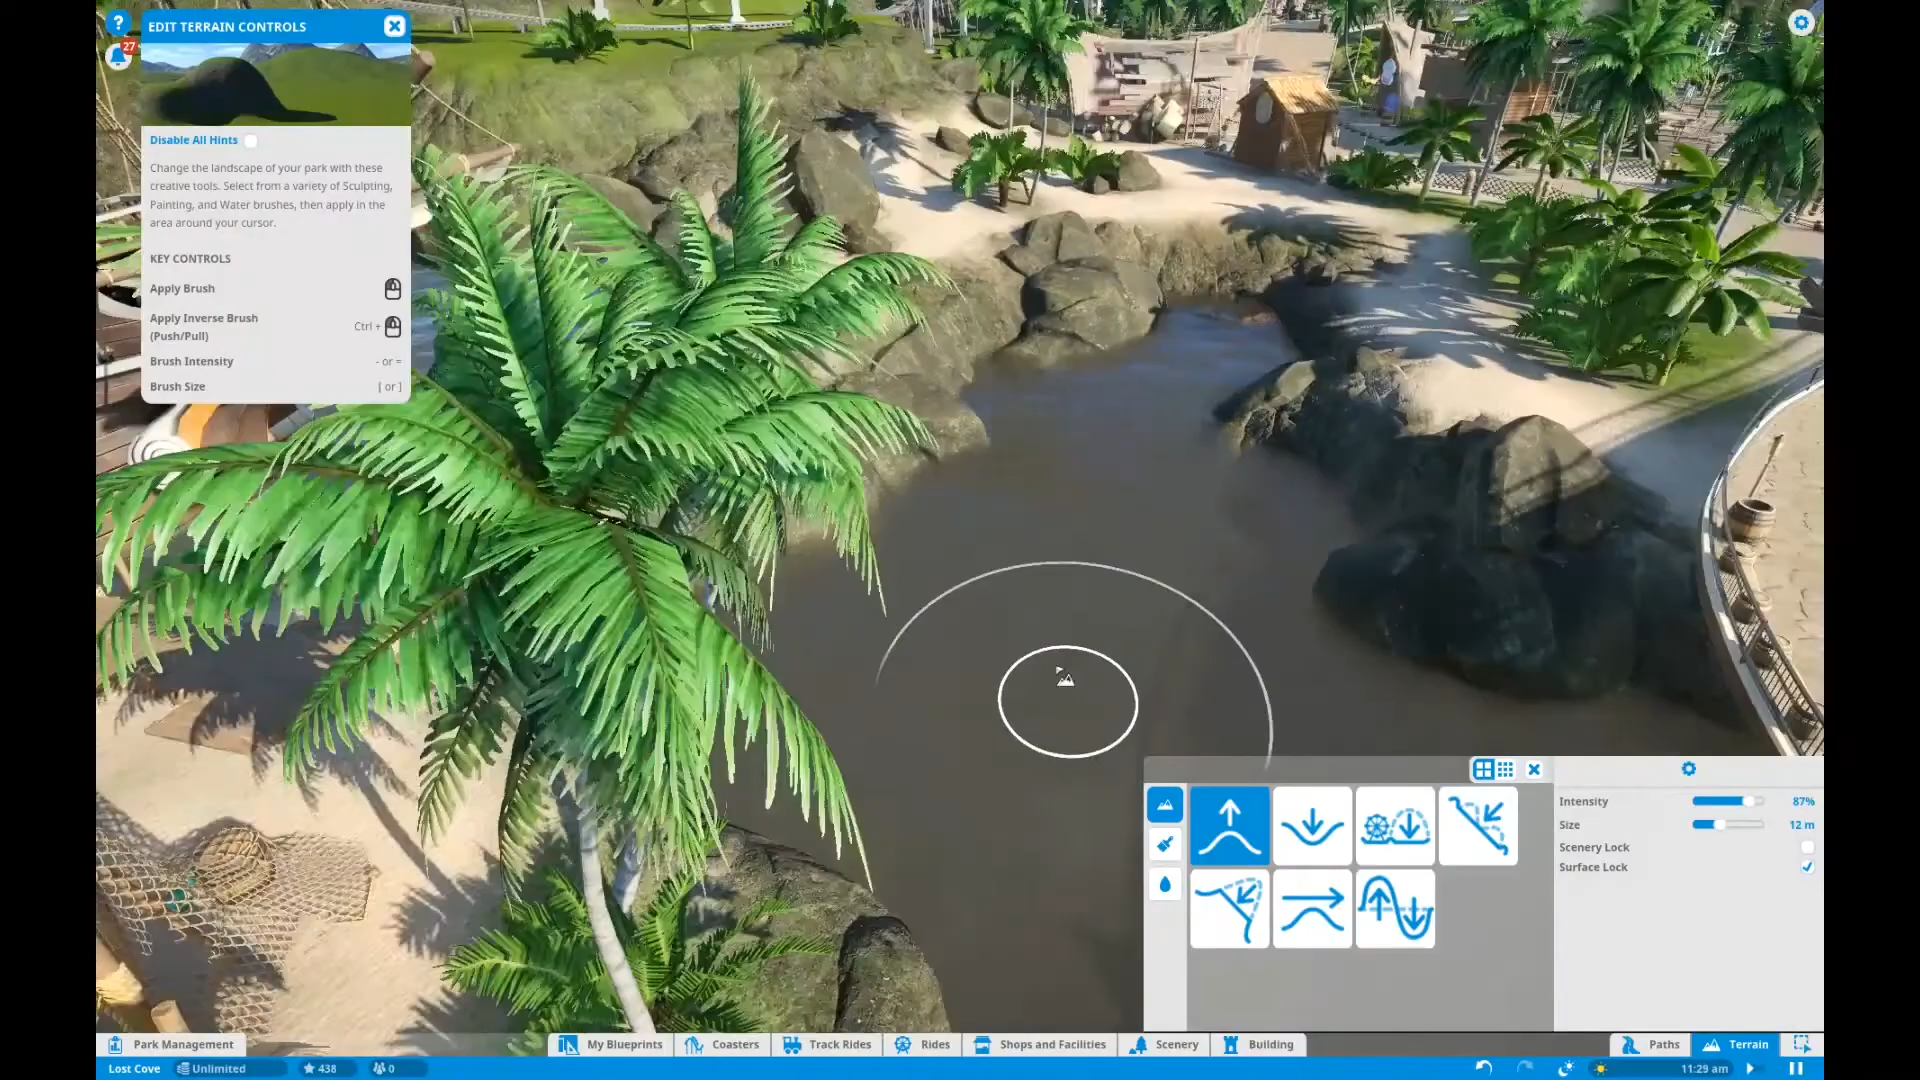 ?
EDIT TERRAIN CONTROLS
27
Disable All Hints
Change the landscape of your park with these
creative tools. Select from a variety of Sculpting,
Painting, and Water brushes, then apply in the
area around your cursor.
KEY CONTROLS
Apply Brush
Apply Inverse Brush
(Push/Pull)
Ctrl +
Brush Intensity - or =
Brush Size [ or ]
Intensity 87%
Size 12 m
Scenery Lock
Surface Lock
Park Management
My Blueprints
Coasters
Track Rides
Rides
Shops and Facilities
Scenery
Building
Paths
Terrain
Lost Cove
Unlimited
438
0
11:29 am